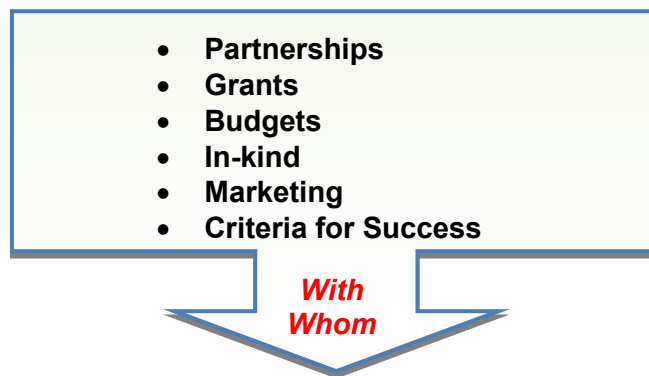 • Partnerships
• Grants
• Budgets
• In-kind
• Marketing
• Criteria for Success
With
Whom